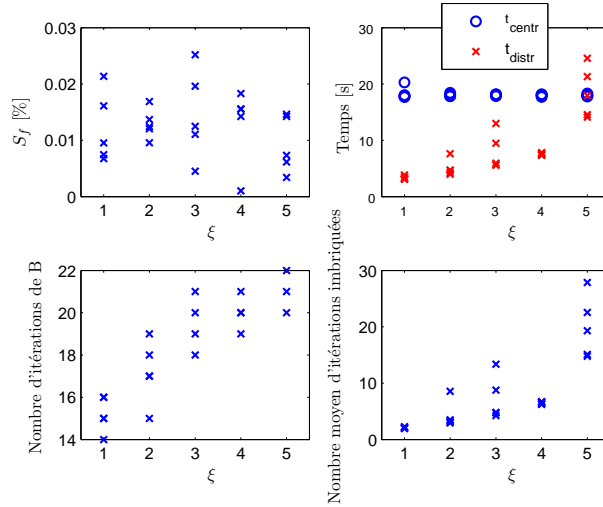 S_f [%]
0.03
0.02
0.01
0
1 2 3 4 5
ξ
Temps [s]
30
20
10
0
1 2 3 4 5
ξ
t_centr
t_distr
Nombre d'itérations de B
22
20
18
16
14
1 2 3 4 5
ξ
Nombre moyen d'itérations imbriquées
30
20
10
0
1 2 3 4 5
ξ